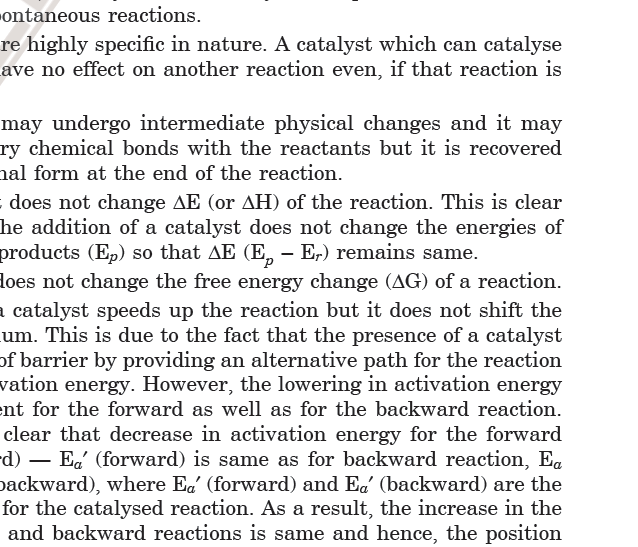 ontaneous reactions.
re highly specific in nature. A catalyst which can catalyse
ave no effect on another reaction even, if that reaction is
may undergo intermediate physical changes and it may
ry chemical bonds with the reactants but it is recovered
nal form at the end of the reaction.
t does not change ΔE (or ΔH) of the reaction. This is clear
he addition of a catalyst does not change the energies of
products (Eₚ) so that ΔE (Eₚ – Eᵣ) remains same.
does not change the free energy change (ΔG) of a reaction.
a catalyst speeds up the reaction but it does not shift the
um. This is due to the fact that the presence of a catalyst
of barrier by providing an alternative path for the reaction
vation energy. However, the lowering in activation energy
ent for the forward as well as for the backward reaction.
clear that decrease in activation energy for the forward
rd) — Eₐ′ (forward) is same as for backward reaction, Eₐ
backward), where Eₐ′ (forward) and Eₐ′ (backward) are the
for the catalysed reaction. As a result, the increase in the
and backward reactions is same and hence, the position